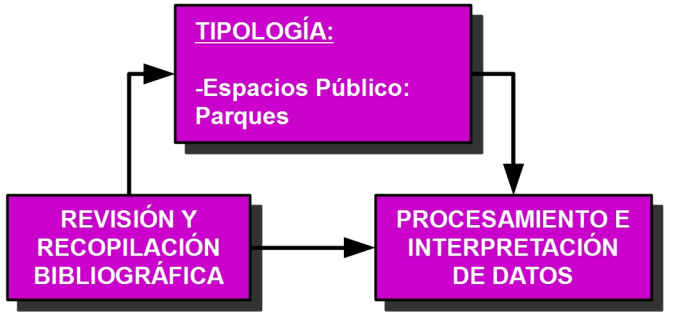 TIPOLOGÍA:
-Espacios Público:
Parques
REVISIÓN Y
RECOPILACIÓN
BIBLIOGRÁFICA
PROCESAMIENTO E
INTERPRETACIÓN
DE DATOS